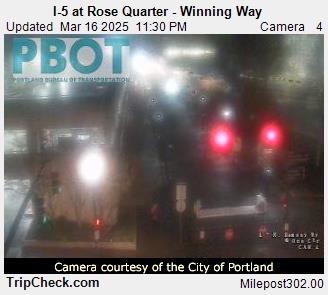 I-5 at Rose Quarter - Winning Way
Updated Mar 16 2025 11:30 PM Camera 4
PBOT
PORTLAND BUREAU OF TRANSPORTATION
Camera courtesy of the City of Portland
TripCheck.com Milepost302.00